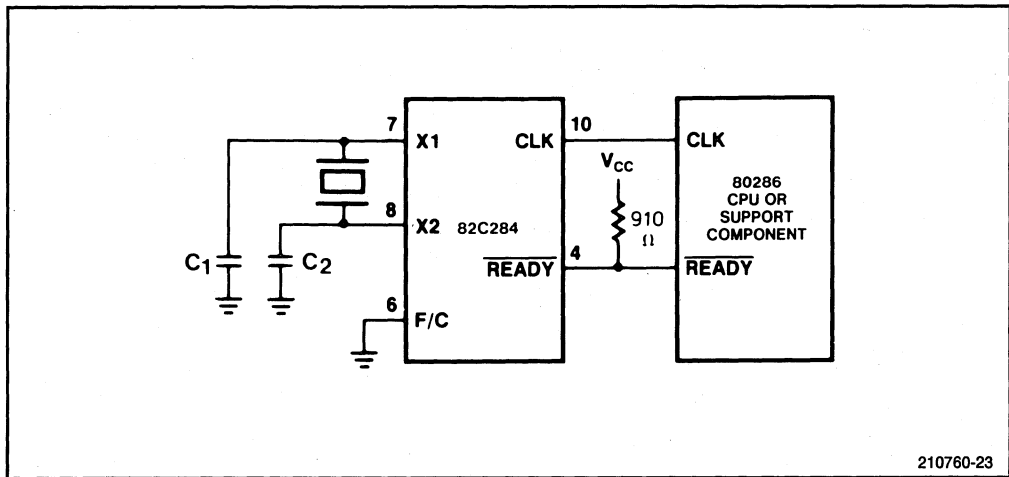 7
X1
CLK
10
CLK
VCC
80286
CPU OR
SUPPORT
COMPONENT
8
X2
82C284
910
Ω
C1
C2
READY
4
READY
6
F/C
210760-23